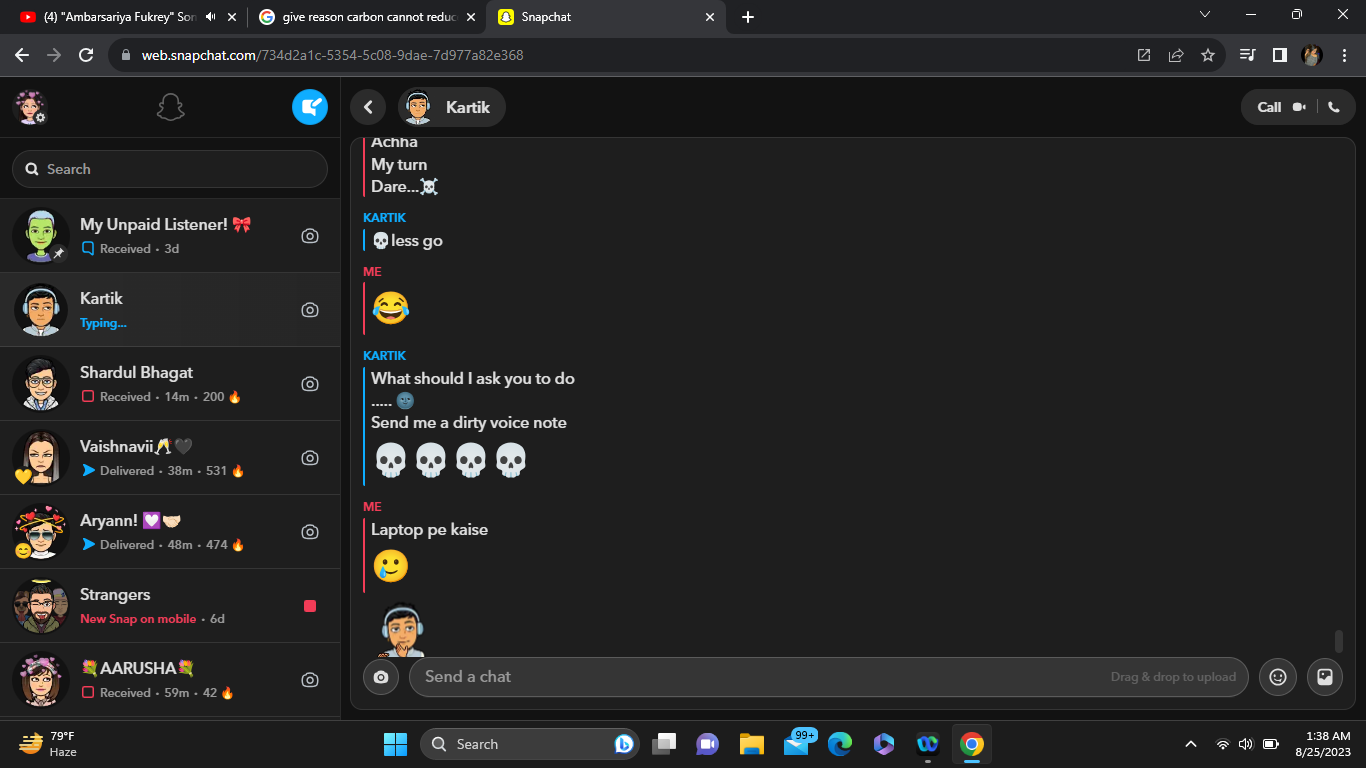 (4) "Ambarsariya Fukrey" Son
give reason carbon cannot reduc
Snapchat
web.snapchat.com/734d2a1c-5354-5c08-9dae-7d977a82e368
Kartik
Call
Search
My Unpaid Listener! 🎀
Received · 3d
Kartik
Typing...
Shardul Bhagat
Received · 14m · 200 🔥
Vaishnavii🥂🖤
Delivered · 38m · 531 🔥
Aryann! 💟🤝🏻
Delivered · 48m · 474 🔥
Strangers
New Snap on mobile · 6d
💐AARUSHA💐
Received · 59m · 42 🔥
Achha
My turn
Dare...☠️
KARTIK
💀less go
ME
😂
KARTIK
What should I ask you to do
..... 🌚
Send me a dirty voice note
💀💀💀💀
ME
Laptop pe kaise
🥲
Send a chat
Drag & drop to upload
79°F
Haze
Search
99+
1:38 AM
8/25/2023